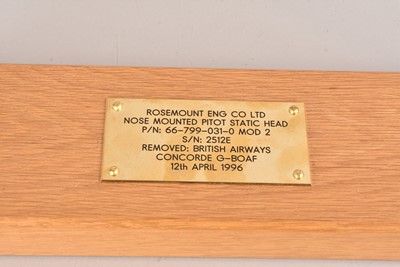 ROSEMOUNT ENG CO LTD
NOSE MOUNTED PITOT STATIC HEAD
P/N: 66-799-031-0 MOD 2
S/N: 2512E
REMOVED: BRITISH AIRWAYS
CONCORDE G-BOAF
12th APRIL 1996